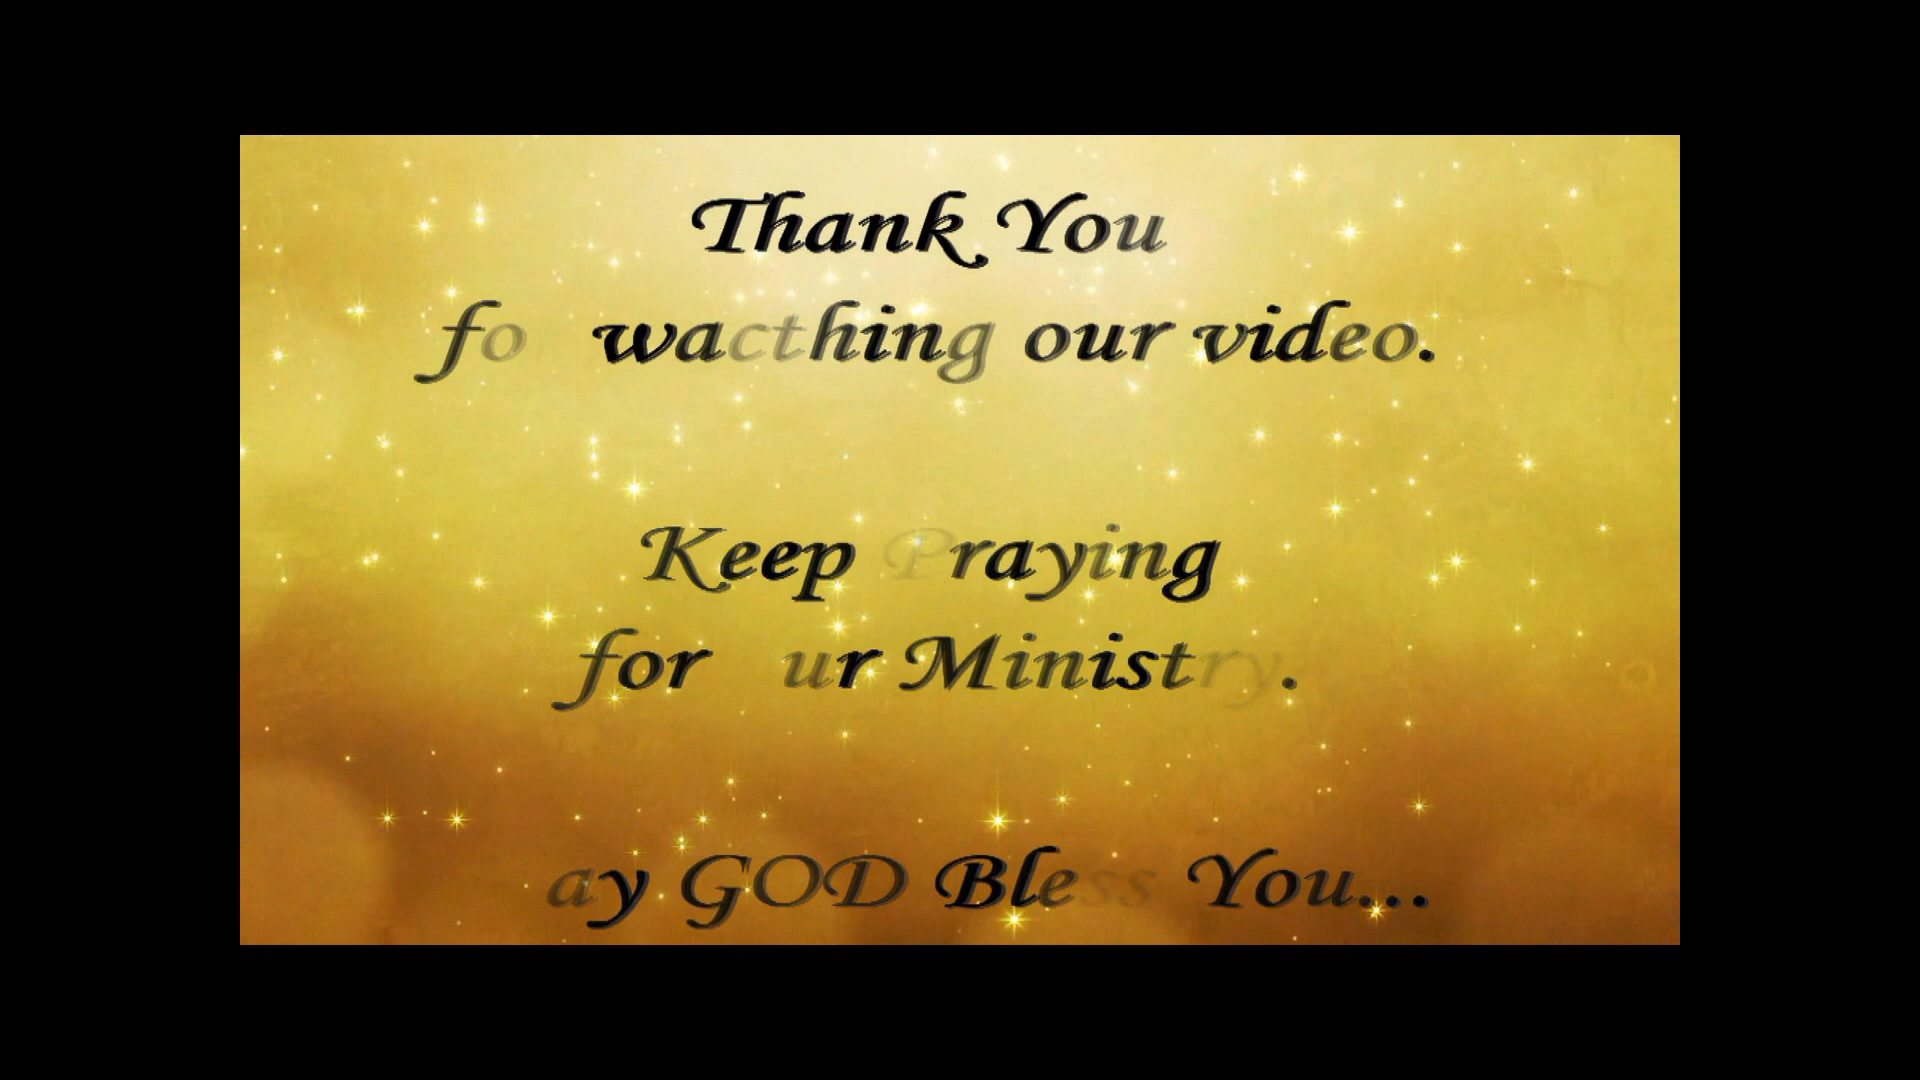 Thank You
fo wacthing our video.
Keep Praying
for ur Ministry.
ay GOD Bless You...